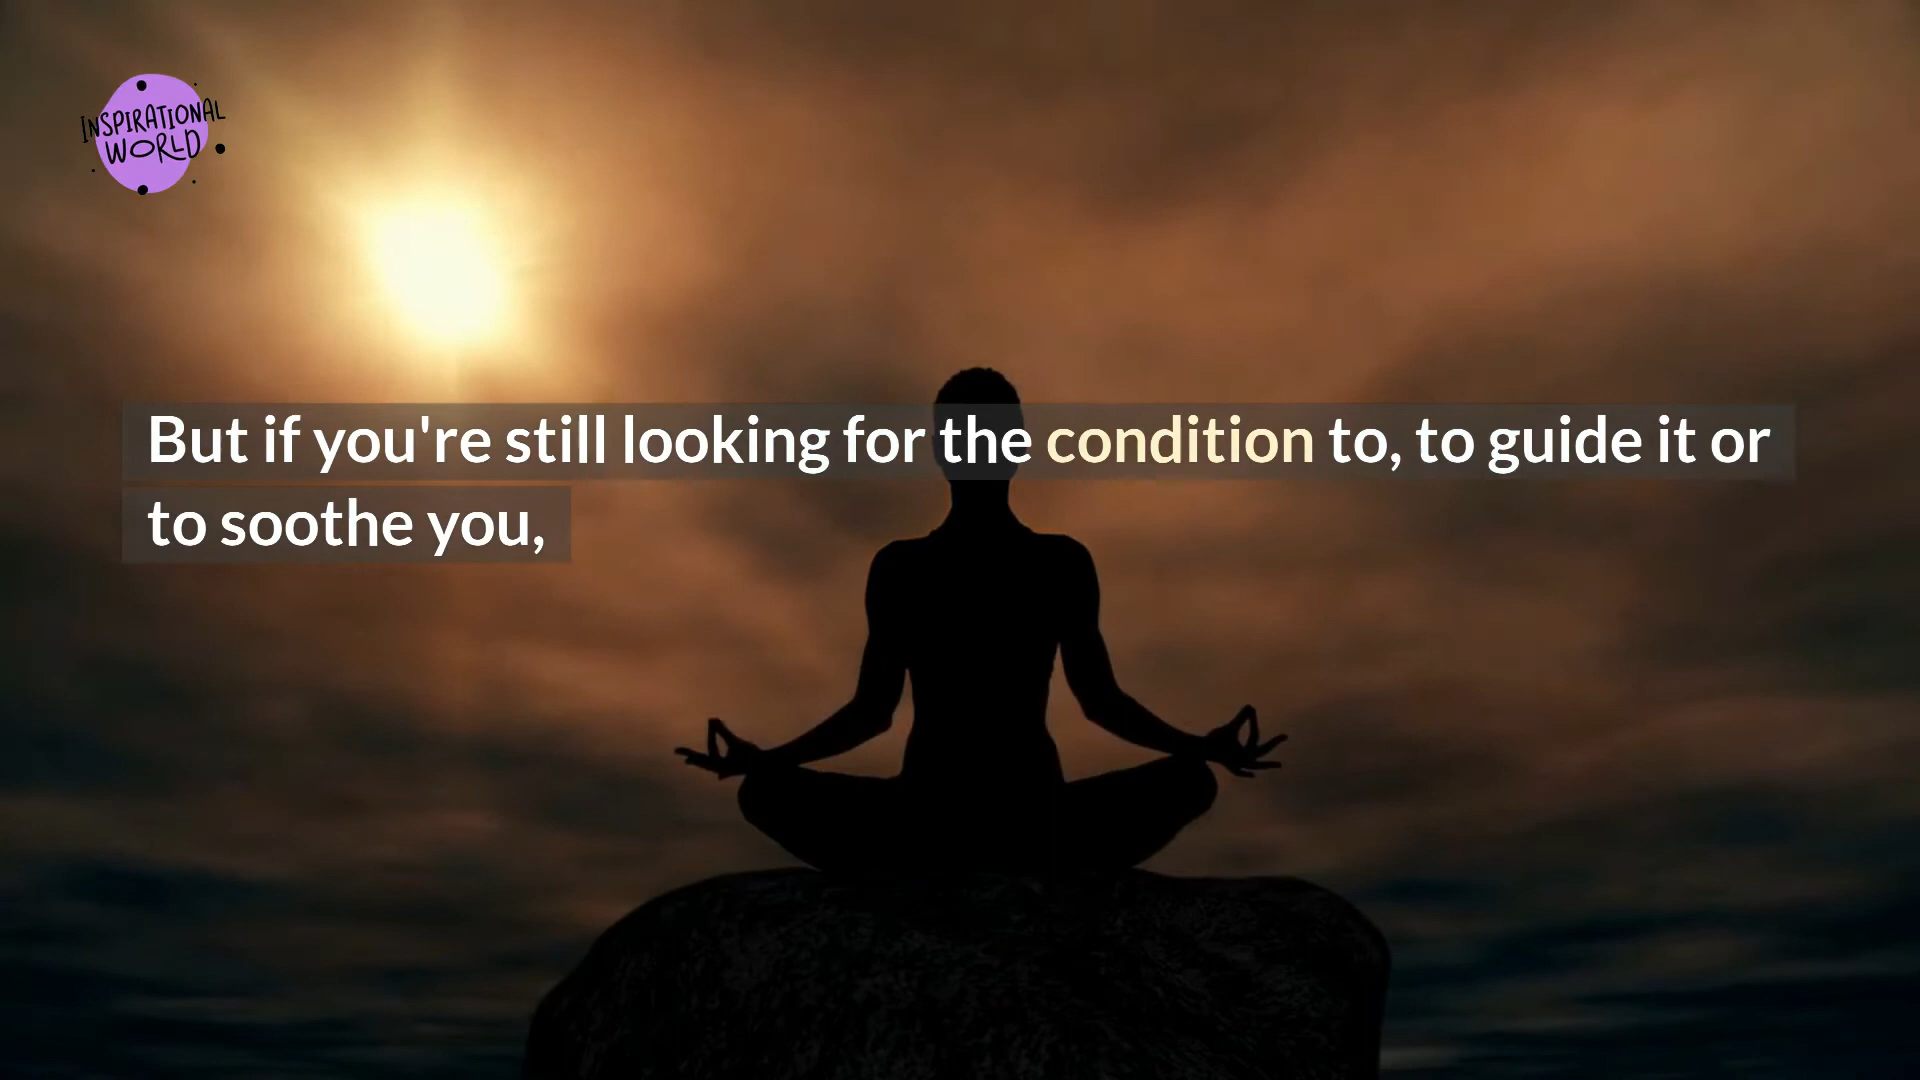 INSPIRATIONAL
WORLD
But if you're still looking for the condition to, to guide it or
to soothe you,